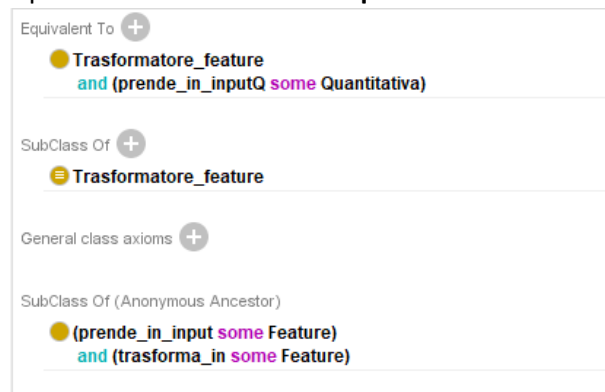 Equivalent To
Trasformatore_feature
and (prende_in_inputQ some Quantitativa)
SubClass Of
Trasformatore_feature
General class axioms
SubClass Of (Anonymous Ancestor)
(prende_in_input some Feature)
and (trasforma_in some Feature)